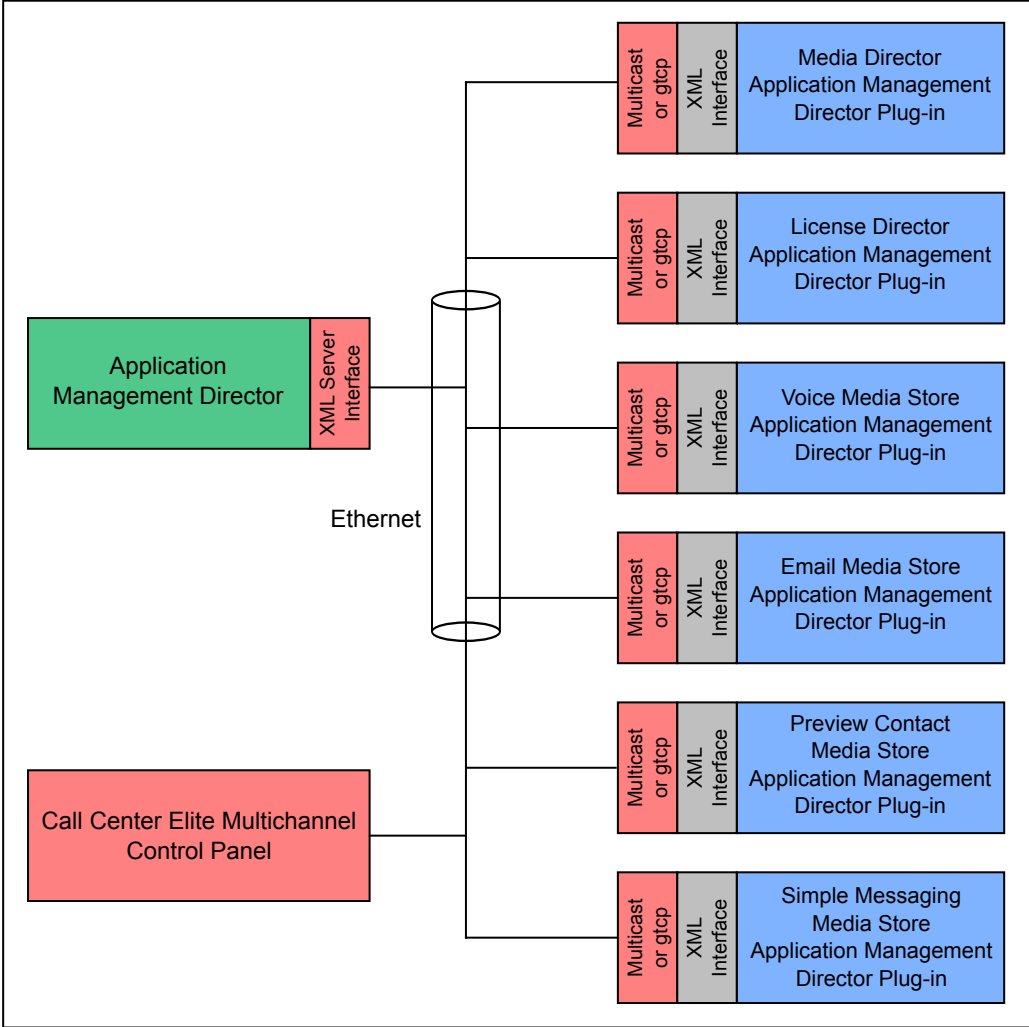 Multicast
or gtcp
XML
Interface
Media Director
Application Management
Director Plug-in
Multicast
or gtcp
XML
Interface
License Director
Application Management
Director Plug-in
Application
Management Director
XML Server
Interface
Multicast
or gtcp
XML
Interface
Voice Media Store
Application Management
Director Plug-in
Ethernet
Multicast
or gtcp
XML
Interface
Email Media Store
Application Management
Director Plug-in
Multicast
or gtcp
XML
Interface
Preview Contact
Media Store
Application Management
Director Plug-in
Call Center Elite Multichannel
Control Panel
Multicast
or gtcp
XML
Interface
Simple Messaging
Media Store
Application Management
Director Plug-in